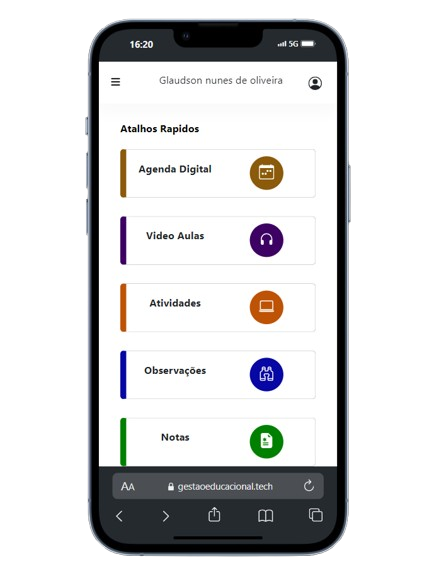 16:20
5G
Glaudson nunes de oliveira
Atalhos Rapidos
Agenda Digital
Video Aulas
Atividades
Observações
Notas
AA
gestaoeducacional.tech